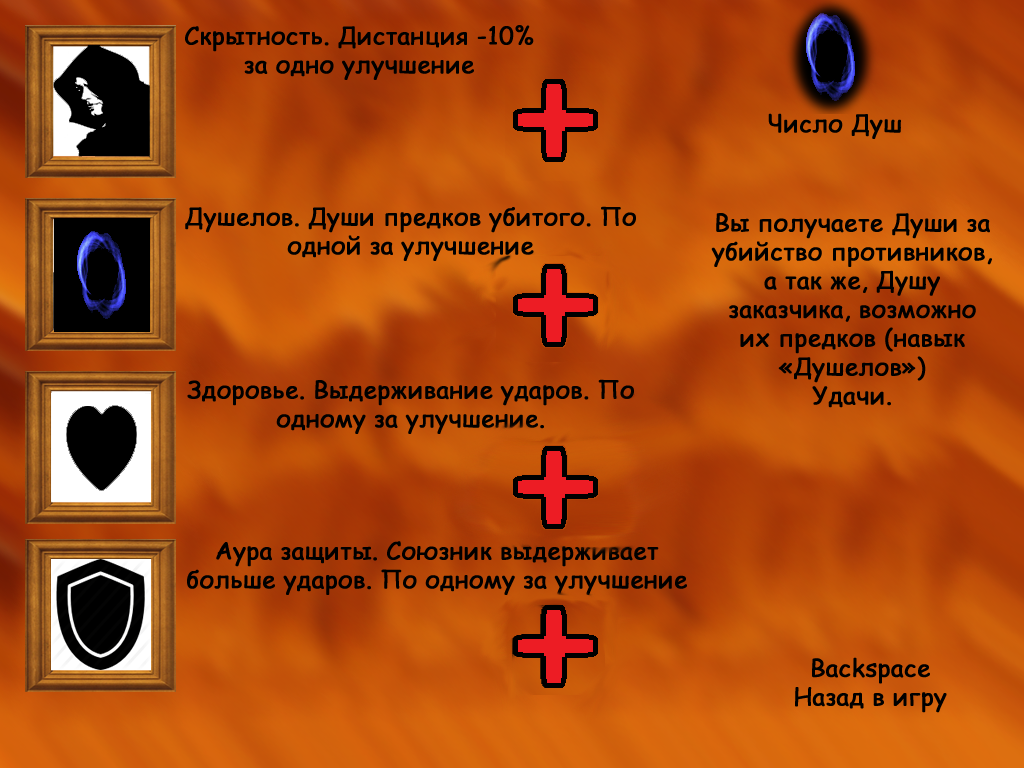 Скрытность. Дистанция -10%
за одно улучшение
Число Душ
Душелов. Души предков убитого. По
одной за улучшение
Вы получаете Души за
убийство противников,
а так же, Душу
заказчика, возможно
их предков (навык
«Душелов»)
Удачи.
Здоровье. Выдерживание ударов. По
одному за улучшение.
Аура защиты. Союзник выдерживает
больше ударов. По одному за улучшение
Backspace
Назад в игру